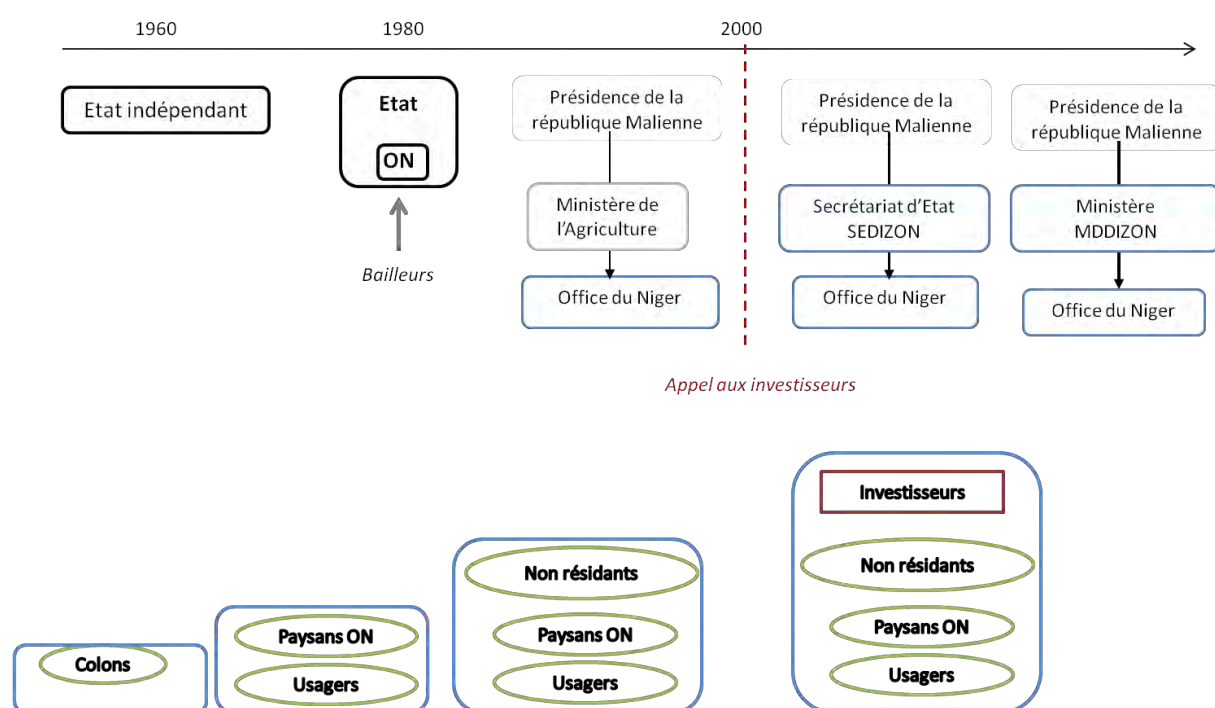 1960
1980
2000
Etat indépendant
Etat
ON
Bailleurs
Présidence de la
république Malienne
Ministère de
l'Agriculture
Office du Niger
Présidence de la
république Malienne
Secrétariat d'Etat
SEDIZON
Office du Niger
Présidence de la
république Malienne
Ministère
MDDIZON
Office du Niger
Appel aux investisseurs
Colons
Paysans ON
Usagers
Non résidants
Paysans ON
Usagers
Investisseurs
Non résidants
Paysans ON
Usagers